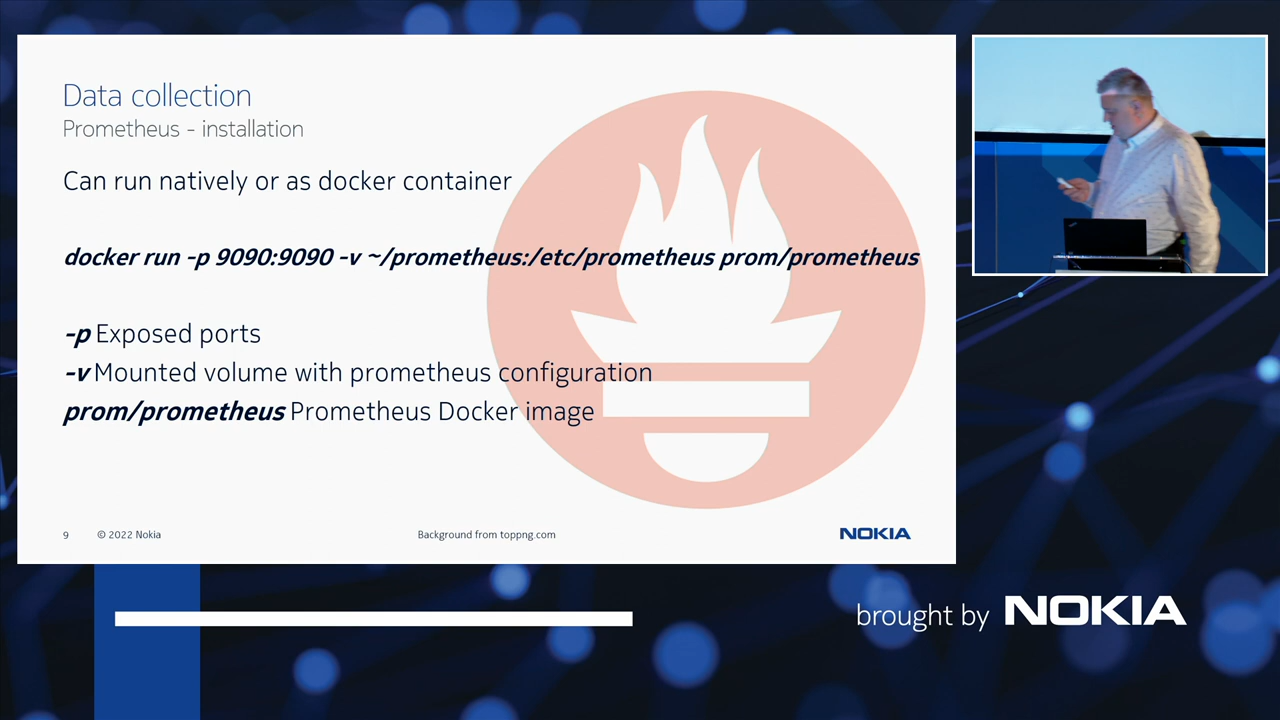 Data collection
Prometheus - installation
Can run natively or as docker container
docker run -p 9090:9090 -v ~/prometheus:/etc/prometheus prom/prometheus
-p Exposed ports
-v Mounted volume with prometheus configuration
prom/prometheus Prometheus Docker image
9 © 2022 Nokia Background from toppng.com NOKIA
brought by NOKIA